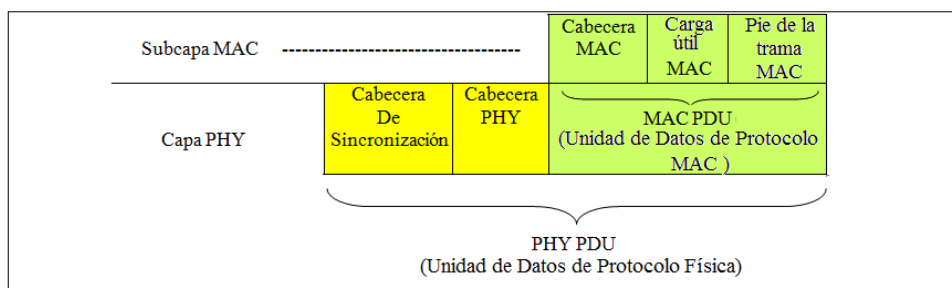 Subcapa MAC ------------------------------------
Cabecera
MAC
Carga
útil
MAC
Pie de la
trama
MAC
Capa PHY
Cabecera
De
Sincronización
Cabecera
PHY
MAC PDU
(Unidad de Datos de Protocolo
MAC )
PHY PDU
(Unidad de Datos de Protocolo Física)